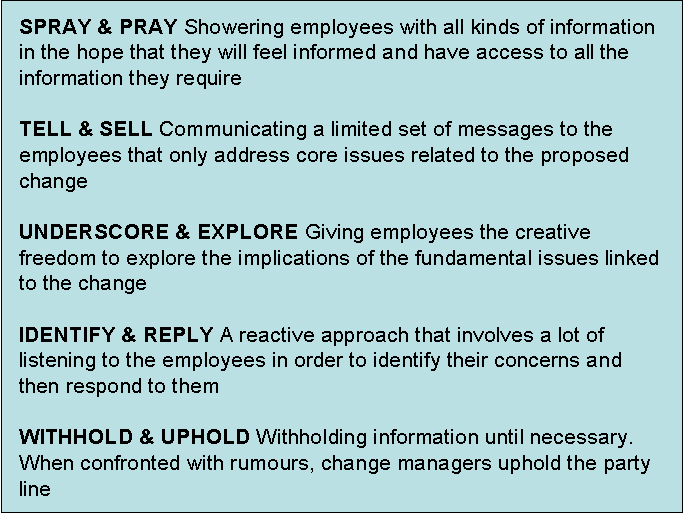 SPRAY & PRAY Showering employees with all kinds of information
in the hope that they will feel informed and have access to all the
information they require
TELL & SELL Communicating a limited set of messages to the
employees that only address core issues related to the proposed
change
UNDERSCORE & EXPLORE Giving employees the creative
freedom to explore the implications of the fundamental issues linked
to the change
IDENTIFY & REPLY A reactive approach that involves a lot of
listening to the employees in order to identify their concerns and
then respond to them
WITHHOLD & UPHOLD Withholding information until necessary.
When confronted with rumours, change managers uphold the party
line